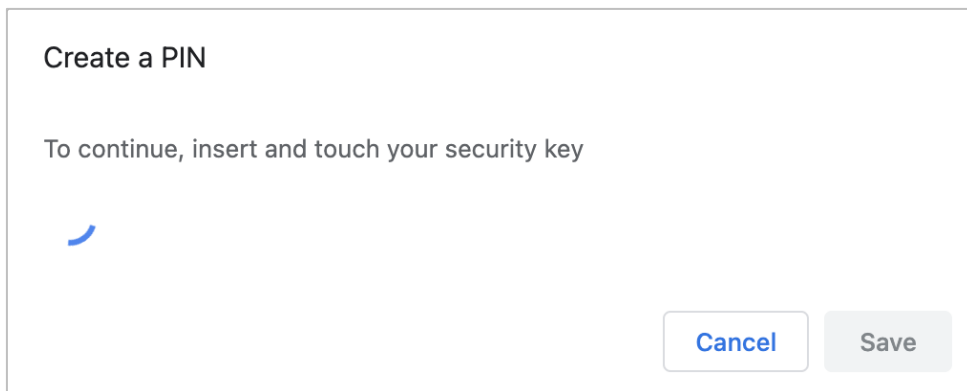 Create a PIN
To continue, insert and touch your security key
Cancel
Save